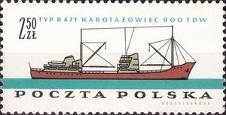 TYP B 471 KABOTAŻOWIEC 900 TDW
2,50
ZŁ
POCZTA POLSKA